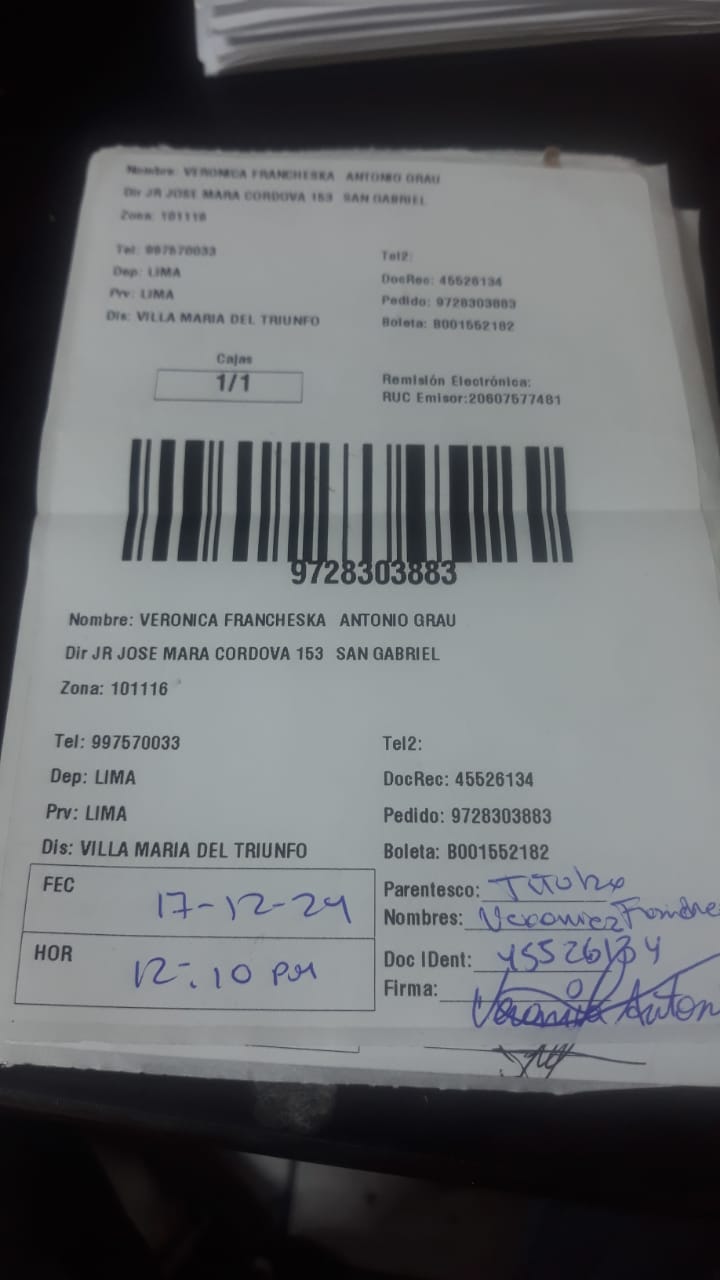 Nombre: VERONICA FRANCHESKA ANTONIO GRAU
Dir JR JOSE MARA CORDOVA 153 SAN GABRIEL
Zona: 101116
Tel: 997570033 Tel2:
Dep: LIMA DocRec: 45526134
Prv: LIMA Pedido: 9728303883
Dis: VILLA MARIA DEL TRIUNFO Boleta: B001552182
Cajas
1/1
Remisión Electrónica:
RUC Emisor:20607577481
9728303883
Nombre: VERONICA FRANCHESKA ANTONIO GRAU
Dir JR JOSE MARA CORDOVA 153 SAN GABRIEL
Zona: 101116
Tel: 997570033 Tel2:
Dep: LIMA DocRec: 45526134
Prv: LIMA Pedido: 9728303883
Dis: VILLA MARIA DEL TRIUNFO Boleta: B001552182
FEC 17-12-24
HOR 12:10 PM
Parentesco: Titular
Nombres: Veronica
Doc IDent: 45526134
Firma: Veronica Anton